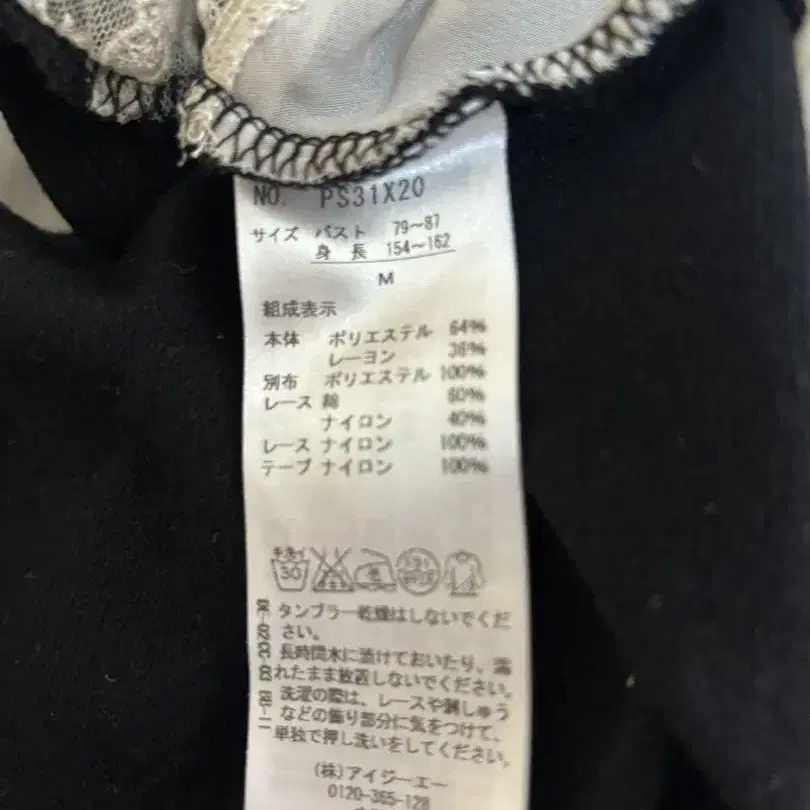 NO. PS31X20
サイズ バスト 79~87
身 長 154~162
M
組成表示
本体 ポリエステル 64%
レーヨン 36%
別布 ポリエステル 100%
レース 綿 60%
ナイロン 40%
レース ナイロン 100%
テープ ナイロン 100%
手洗イ
30
タンブラー乾燥はしないでくだ
さい。
長時間水に漬けておいたり、濡
れたまま放置しないでください。
洗濯の際は、レースや刺しゅう
などの飾り部分に気をつけて、
単独で押し洗いをしてください。
(株)アイジーエー
0120-365-128